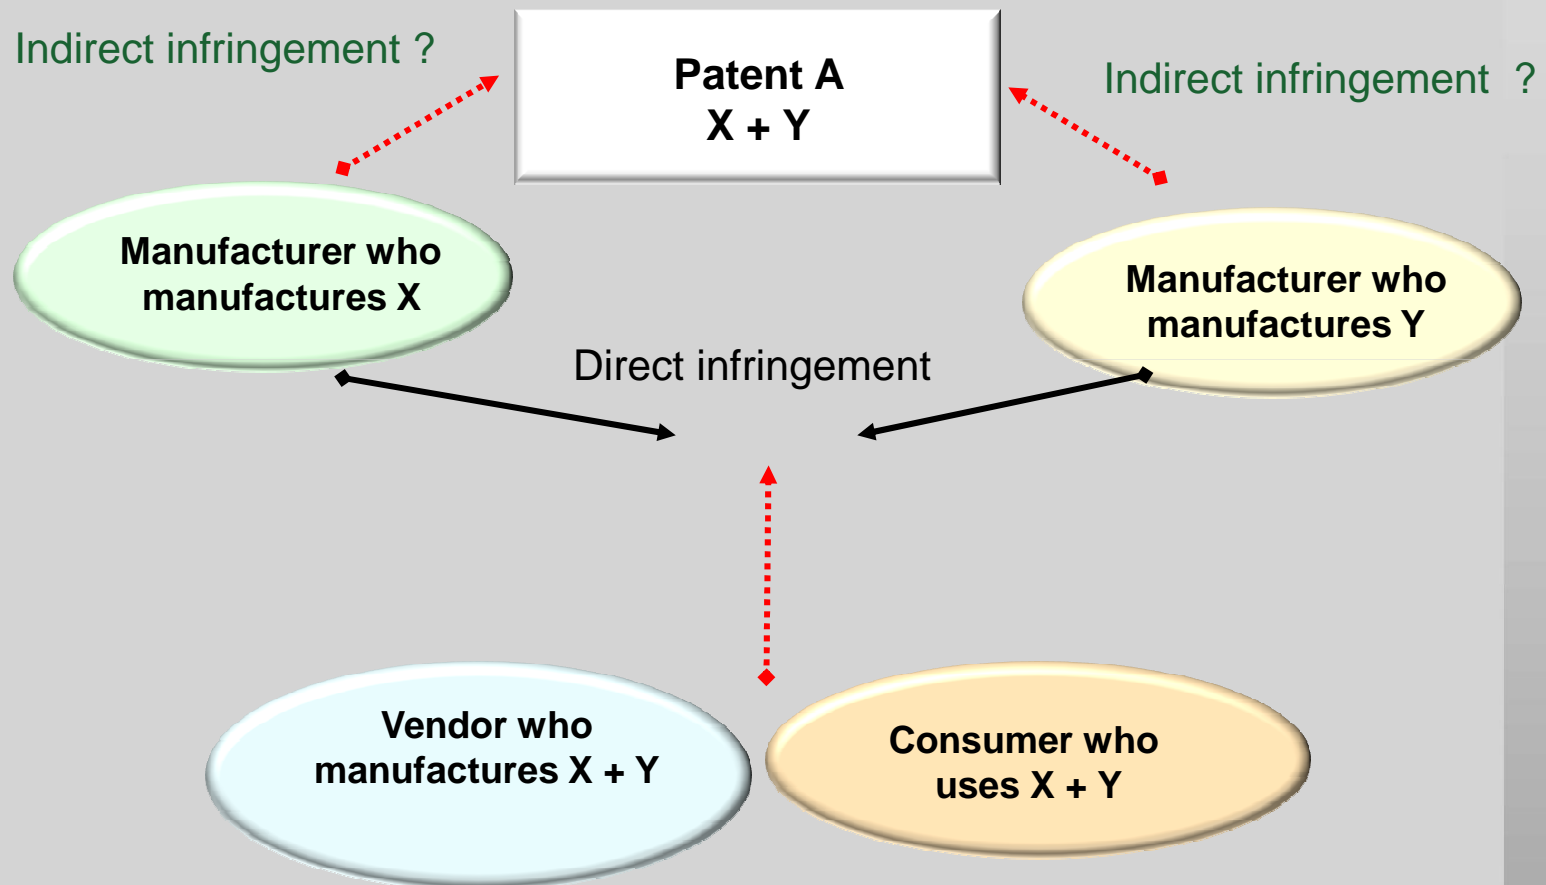 Indirect infringement ?
Patent A
X + Y
Indirect infringement ?
Manufacturer who
manufactures X
Manufacturer who
manufactures Y
Direct infringement
Vendor who
manufactures X + Y
Consumer who
uses X + Y